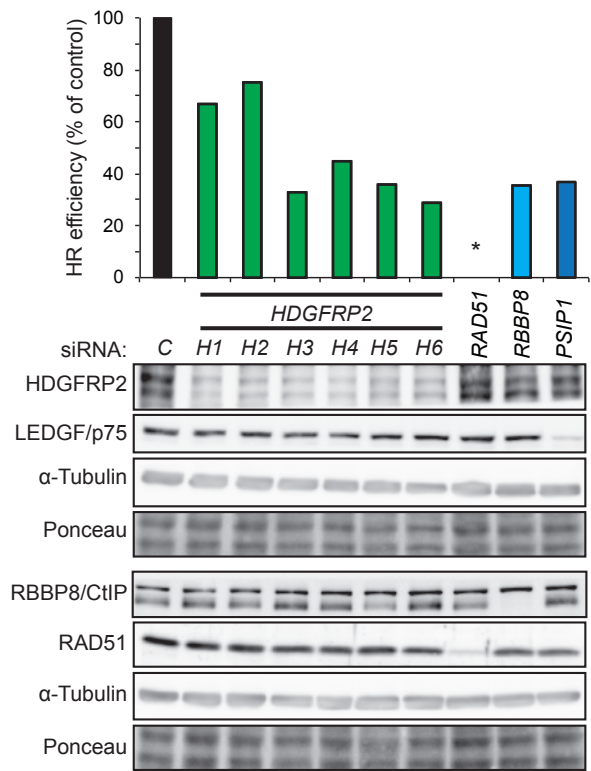 HR efficiency (% of control)
100
80
60
40
20
0
*
HDGFRP2
siRNA: C H1 H2 H3 H4 H5 H6 RAD51 RBBP8 PSIP1
HDGFRP2
LEDGF/p75
α-Tubulin
Ponceau
RBBP8/CtIP
RAD51
α-Tubulin
Ponceau